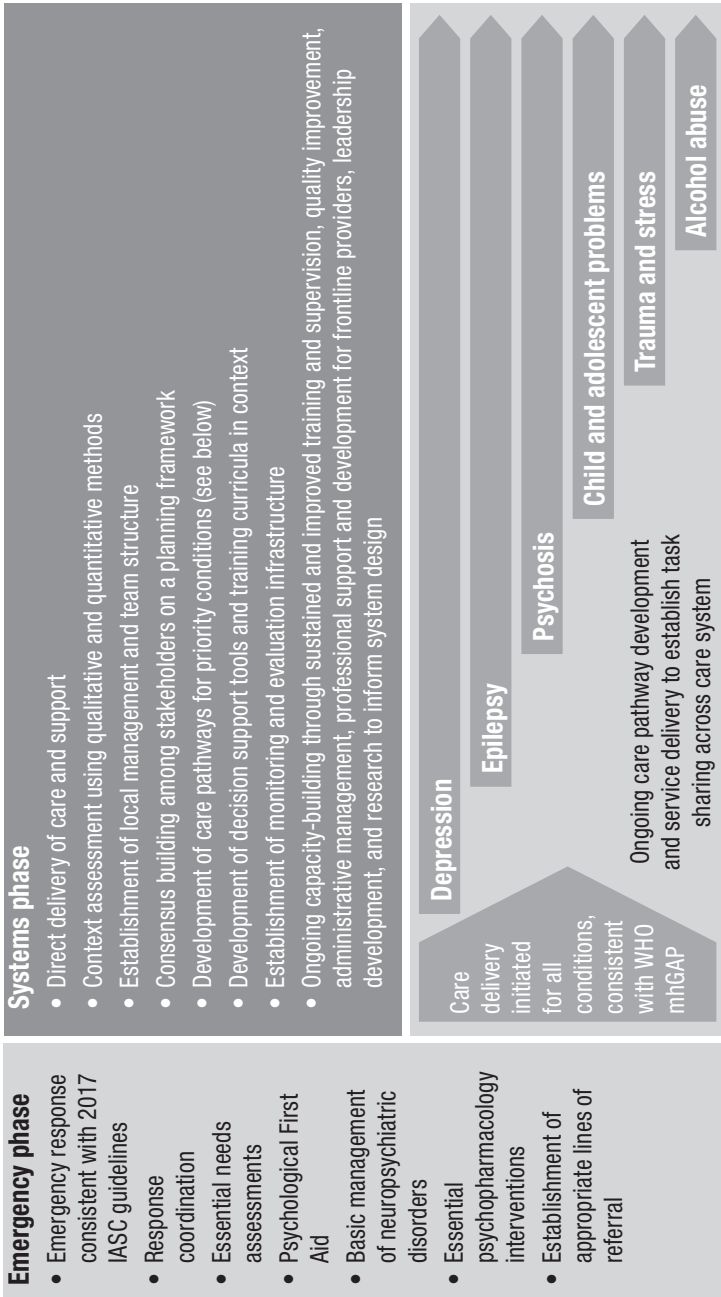 Emergency phase
• Emergency response
consistent with 2017
IASC guidelines
• Response
coordination
• Essential needs
assessments
• Psychological First
Aid
• Basic management
of neuropsychiatric
disorders
• Essential
psychopharmacology
interventions
• Establishment of
appropriate lines of
referral
Systems phase
• Direct delivery of care and support
• Context assessment using qualitative and quantitative methods
• Establishment of local management and team structure
• Consensus building among stakeholders on a planning framework
• Development of care pathways for priority conditions (see below)
• Development of decision support tools and training curricula in context
• Establishment of monitoring and evaluation infrastructure
• Ongoing capacity-building through sustained and improved training and supervision, quality improvement,
administrative management, professional support and development for frontline providers, leadership
development, and research to inform system design
Care
delivery
initiated
for all
conditions,
consistent
with WHO
mhGAP
Depression
Epilepsy
Psychosis
Child and adolescent problems
Trauma and stress
Alcohol abuse
Ongoing care pathway development
and service delivery to establish task
sharing across care system